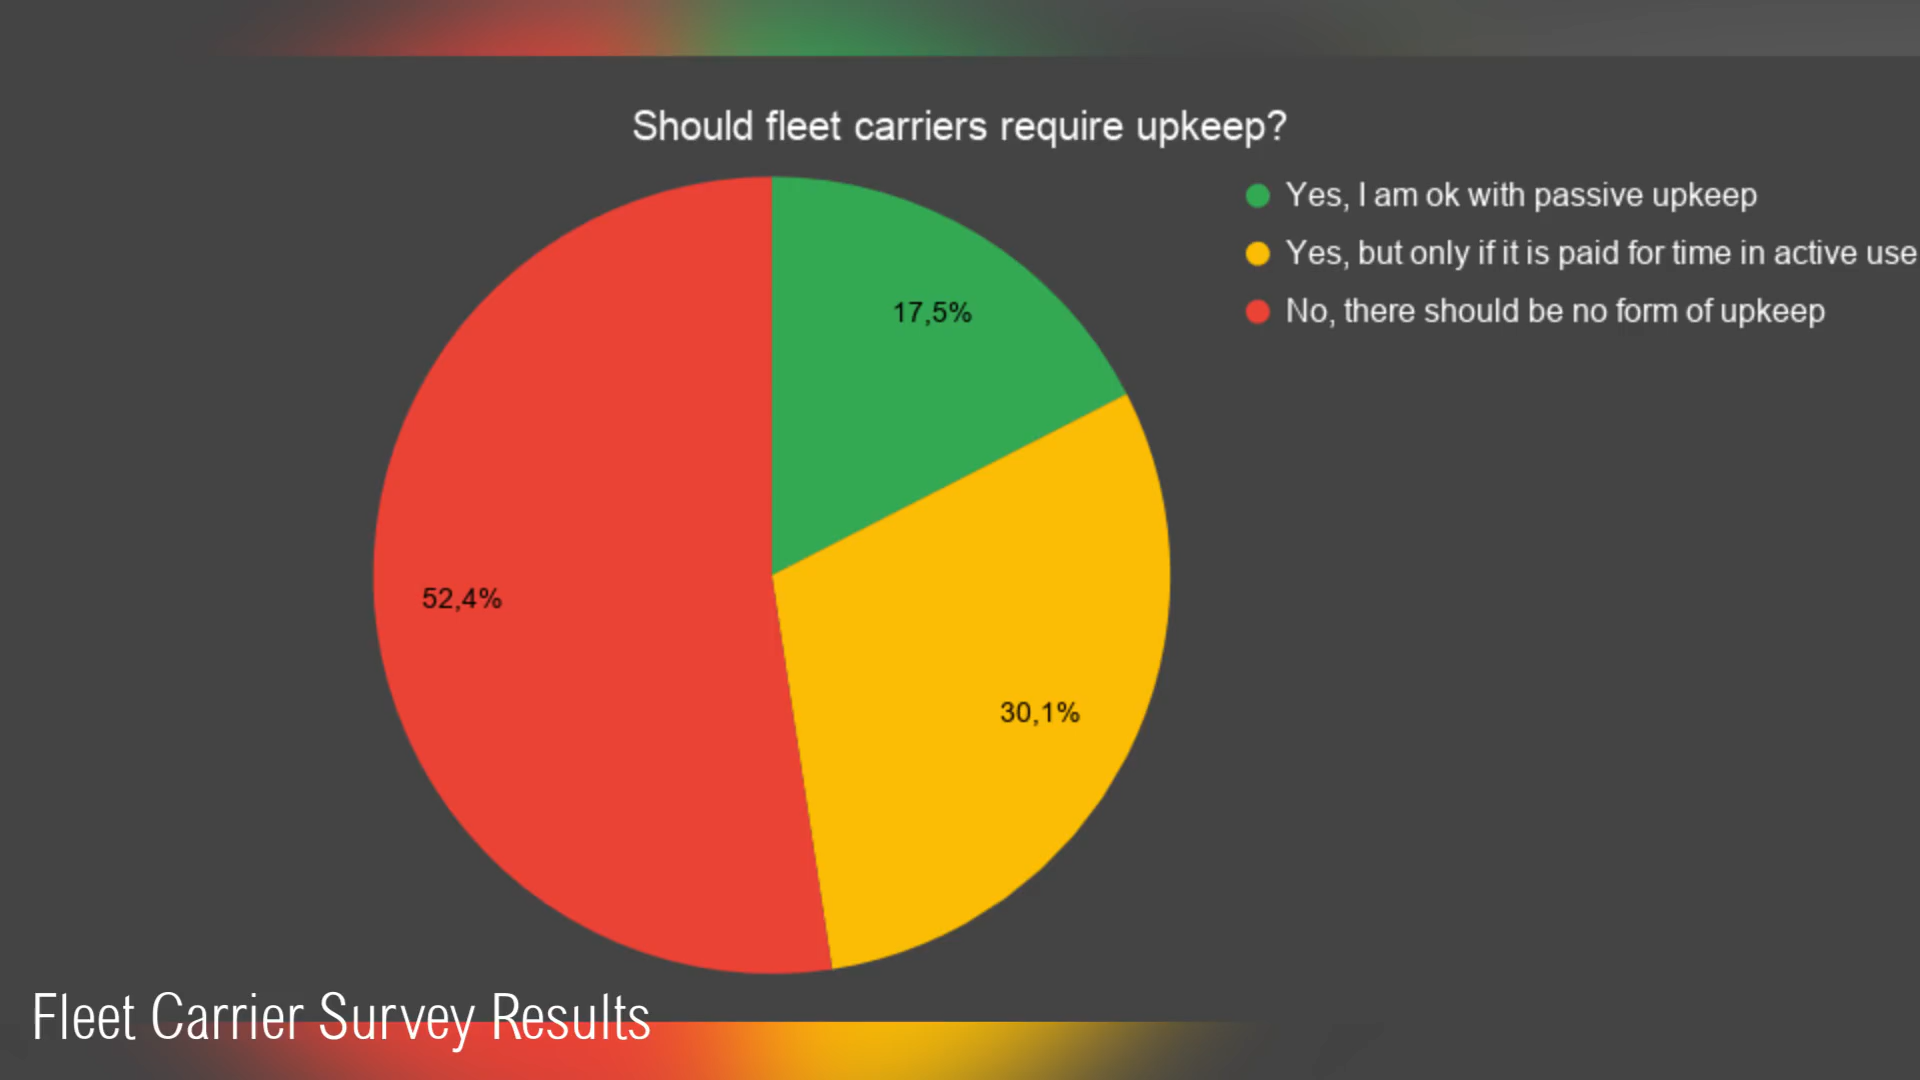 Should fleet carriers require upkeep?
Yes, I am ok with passive upkeep
Yes, but only if it is paid for time in active use
No, there should be no form of upkeep
17,5%
52,4%
30,1%
Fleet Carrier Survey Results